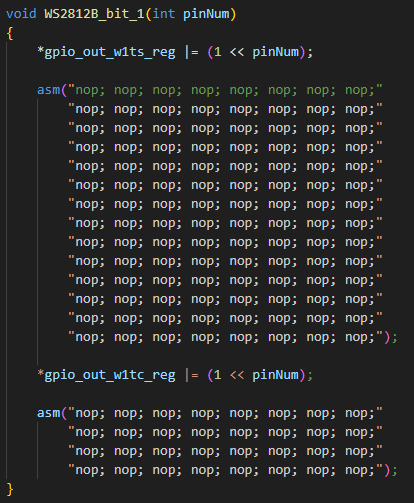 void WS2812B_bit_1(int pinNum)
{
    *gpio_out_w1ts_reg |= (1 << pinNum);

    asm("nop; nop; nop; nop; nop; nop; nop; nop;"
        "nop; nop; nop; nop; nop; nop; nop; nop;"
        "nop; nop; nop; nop; nop; nop; nop; nop;"
        "nop; nop; nop; nop; nop; nop; nop; nop;"
        "nop; nop; nop; nop; nop; nop; nop; nop;"
        "nop; nop; nop; nop; nop; nop; nop; nop;"
        "nop; nop; nop; nop; nop; nop; nop; nop;"
        "nop; nop; nop; nop; nop; nop; nop; nop;"
        "nop; nop; nop; nop; nop; nop; nop; nop;"
        "nop; nop; nop; nop; nop; nop; nop; nop;"
        "nop; nop; nop; nop; nop; nop; nop; nop;"
        "nop; nop; nop; nop; nop; nop; nop; nop;"
        "nop; nop; nop; nop; nop; nop; nop; nop;"
        "nop; nop; nop; nop; nop; nop; nop; nop;");

    *gpio_out_w1tc_reg |= (1 << pinNum);

    asm("nop; nop; nop; nop; nop; nop; nop; nop;"
        "nop; nop; nop; nop; nop; nop; nop; nop;"
        "nop; nop; nop; nop; nop; nop; nop; nop;"
        "nop; nop; nop; nop; nop; nop; nop; nop;");
}